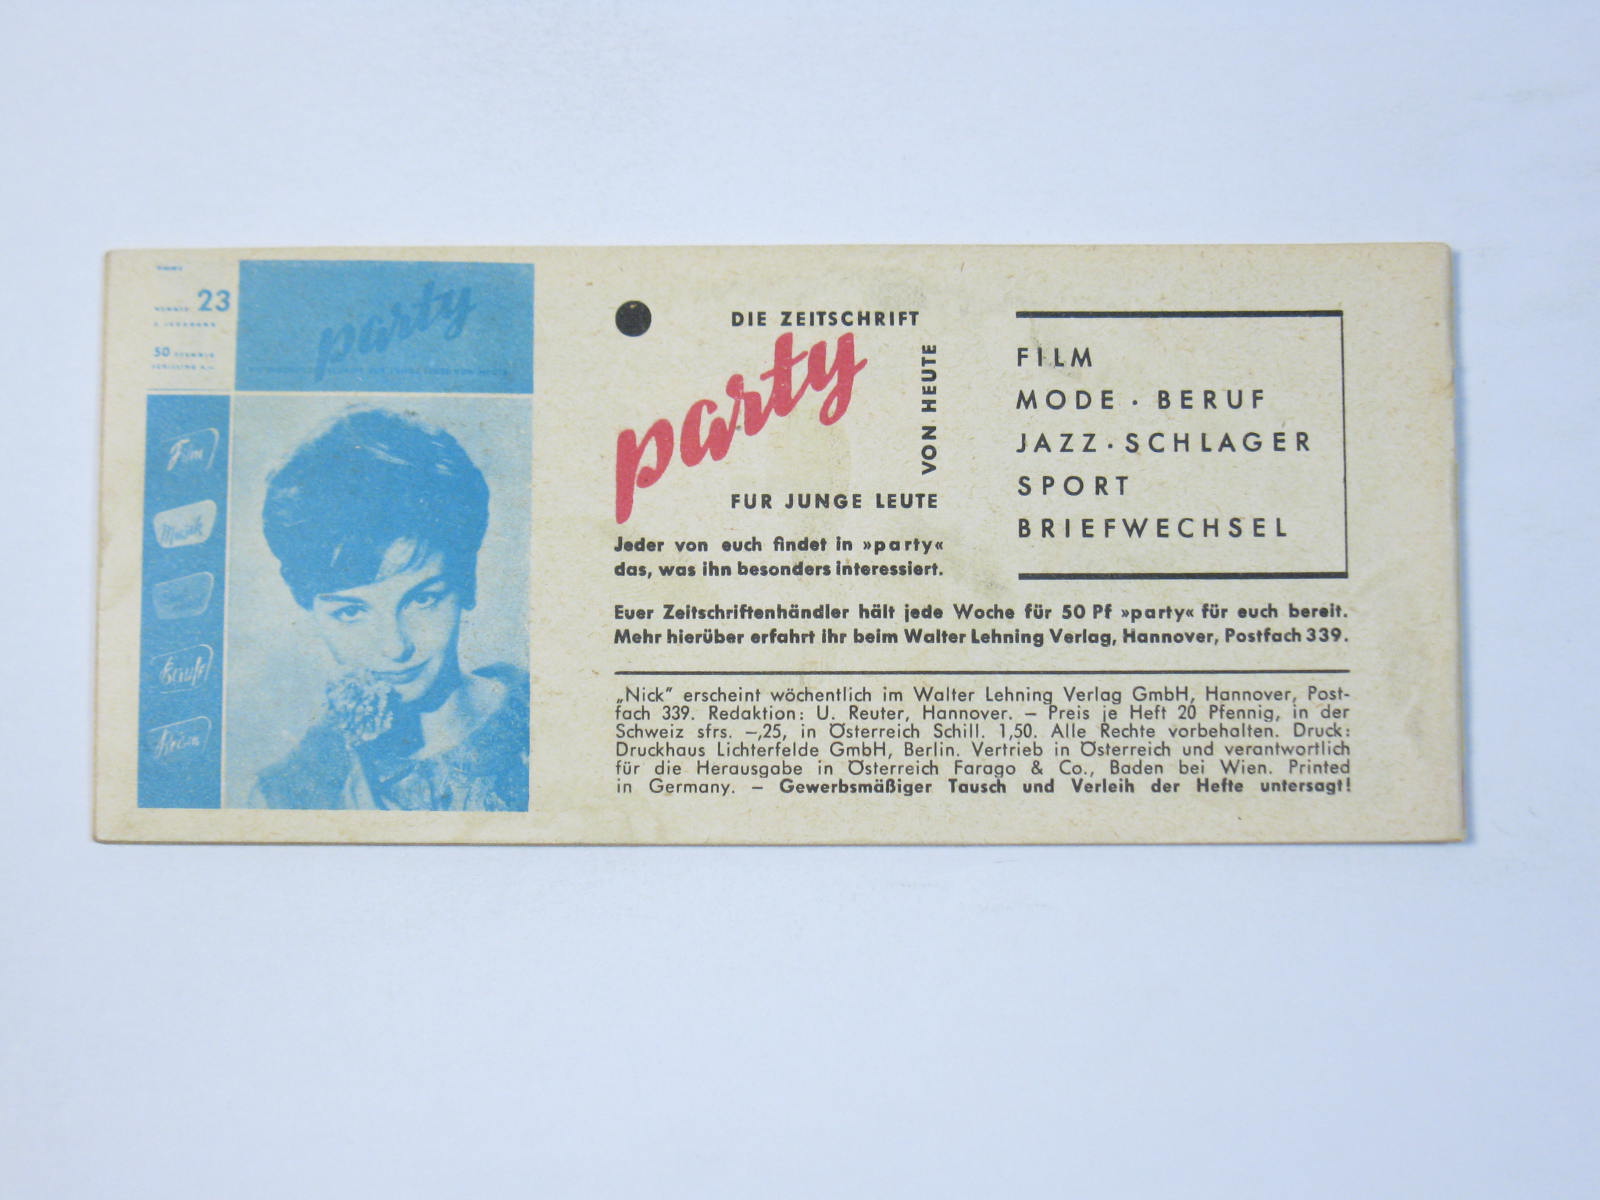 23
50
party
Film
Musik
DIE ZEITSCHRIFT
party
VON HEUTE
FUR JUNGE LEUTE
Jeder von euch findet in »party«
das, was ihn besonders interessiert.
FILM
MODE · BERUF
JAZZ · SCHLAGER
SPORT
BRIEFWECHSEL
Euer Zeitschriftenhändler hält jede Woche für 50 Pf »party« für euch bereit.
Mehr hierüber erfahrt ihr beim Walter Lehning Verlag, Hannover, Postfach 339.
„Nick” erscheint wöchentlich im Walter Lehning Verlag GmbH, Hannover, Post-
fach 339. Redaktion: U. Reuter, Hannover. – Preis je Heft 20 Pfennig, in der
Schweiz sfrs. –,25, in Österreich Schill. 1,50. Alle Rechte vorbehalten. Druck:
Druckhaus Lichterfelde GmbH, Berlin. Vertrieb in Österreich und verantwortlich
für die Herausgabe in Österreich Farago & Co., Baden bei Wien. Printed
in Germany. – Gewerbsmäßiger Tausch und Verleih der Hefte untersagt!